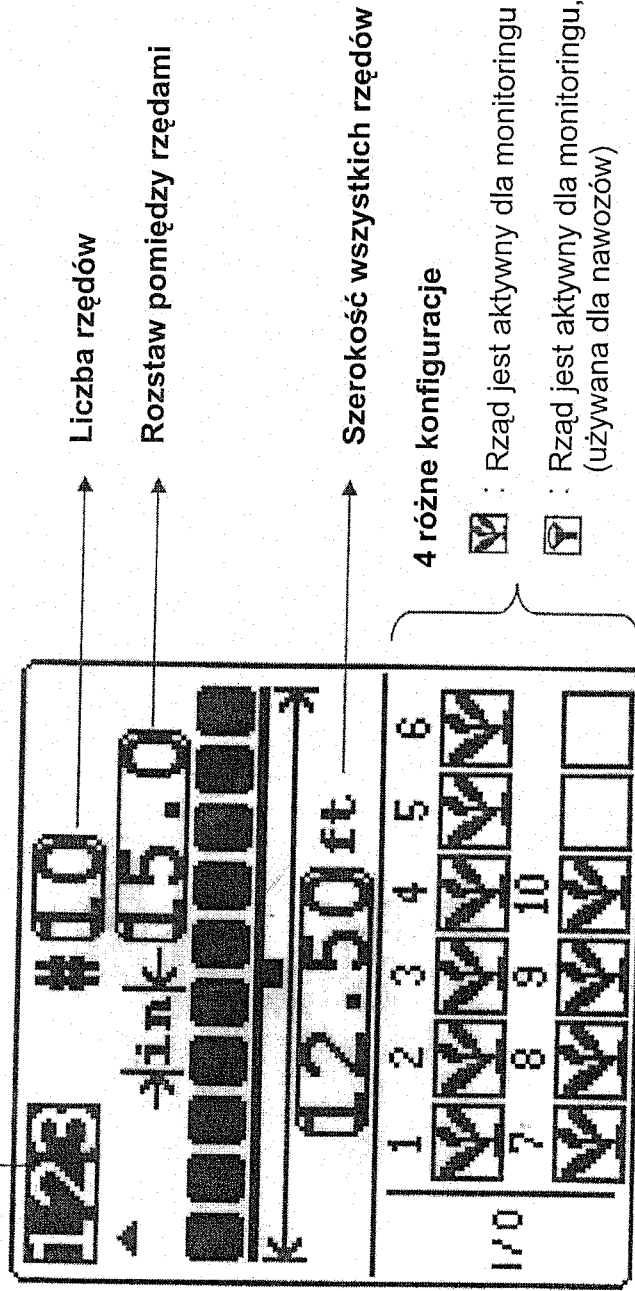 123
#10
Liczba rzędów
in
15.0
Rozstaw pomiędzy rzędami
12.50 ft
Szerokość wszystkich rzędów
4 różne konfiguracje
I/O
1 2 3 4 5 6
7 8 9 10
: Rząd jest aktywny dla monitoringu
: Rząd jest aktywny dla monitoringu,
(używana dla nawozów)